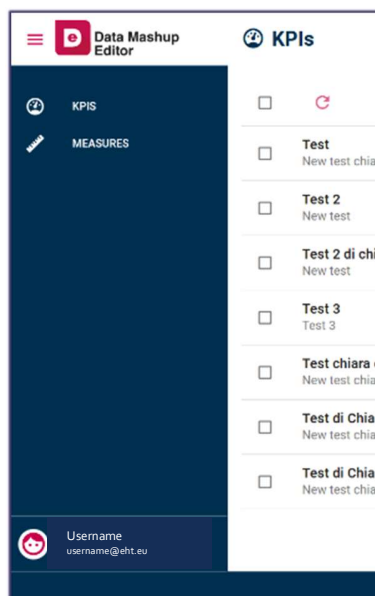 e Data Mashup
Editor
KPIs
KPIS
MEASURES
Test
New test chia
Test 2
New test
Test 2 di chi
New test
Test 3
Test 3
Test chiara
New test chia
Test di Chia
New test chia
Test di Chia
New test chia
Username
username@eht.eu